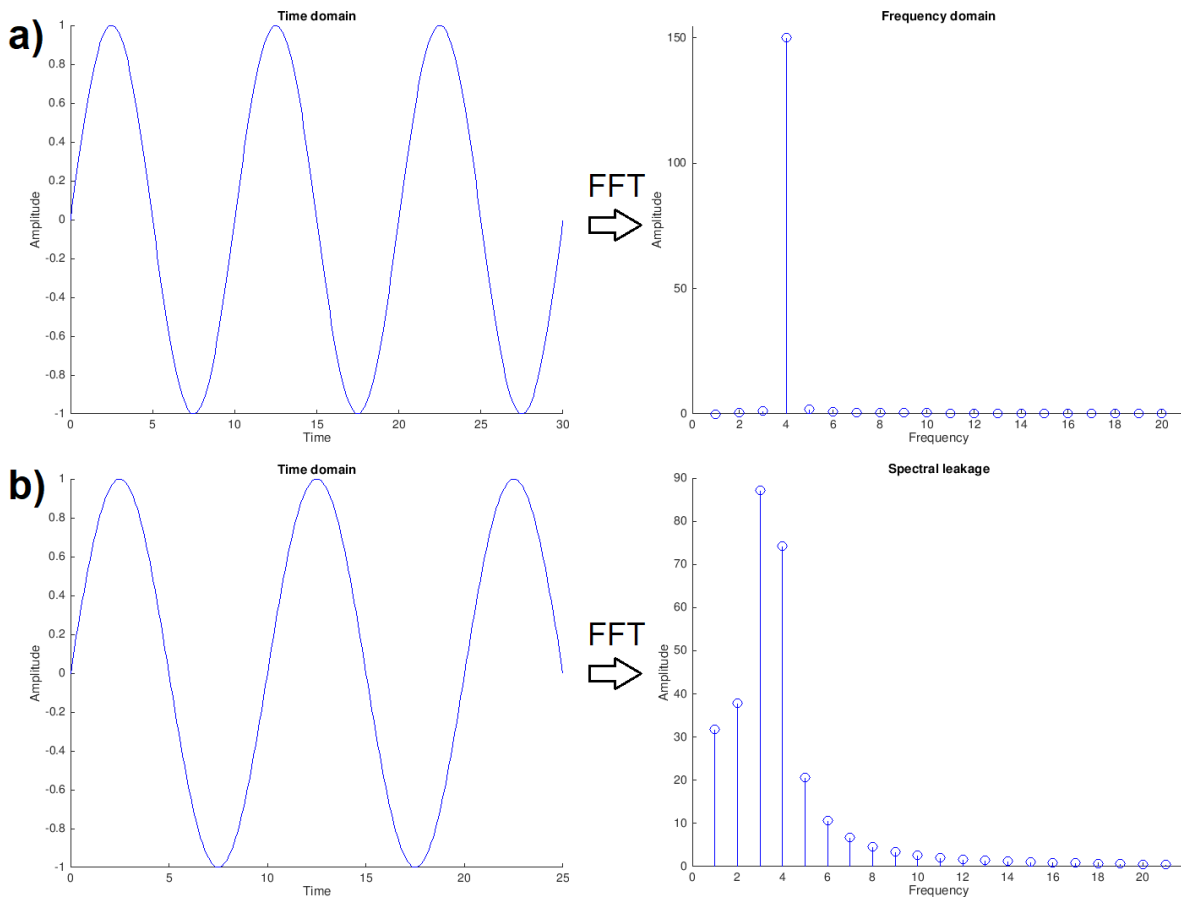 a)
Time domain
Amplitude
1
0.8
0.6
0.4
0.2
0
-0.2
-0.4
-0.6
-0.8
-1
0 5 10 15 20 25 30
Time
FFT
Frequency domain
Amplitude
150
100
50
0
0 2 4 6 8 10 12 14 16 18 20
Frequency
b)
Time domain
Amplitude
1
0.8
0.6
0.4
0.2
0
-0.2
-0.4
-0.6
-0.8
-1
0 5 10 15 20 25
Time
FFT
Spectral leakage
Amplitude
90
80
70
60
50
40
30
20
10
0
0 2 4 6 8 10 12 14 16 18 20
Frequency